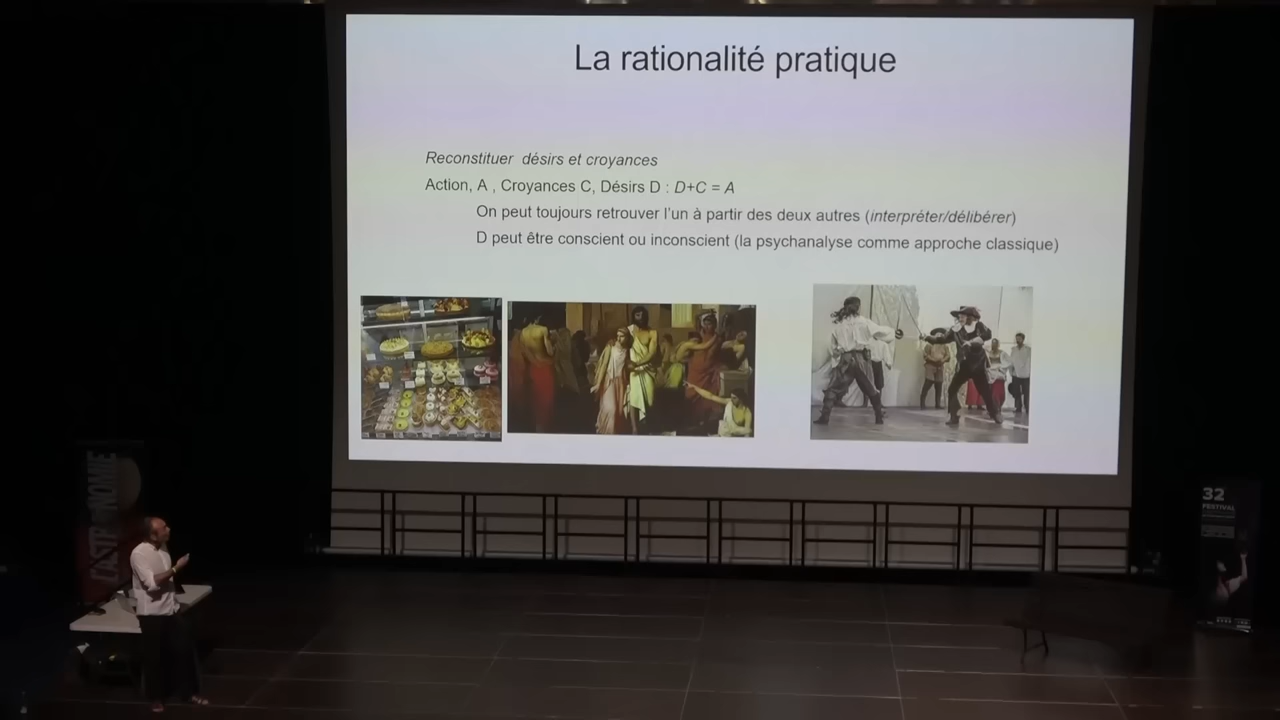 La rationalité pratique
Reconstituer désirs et croyances
Action, A , Croyances C, Désirs D : D+C = A
On peut toujours retrouver l'un à partir des deux autres (interpréter/délibérer)
D peut être conscient ou inconscient (la psychanalyse comme approche classique)
32
FESTIVAL